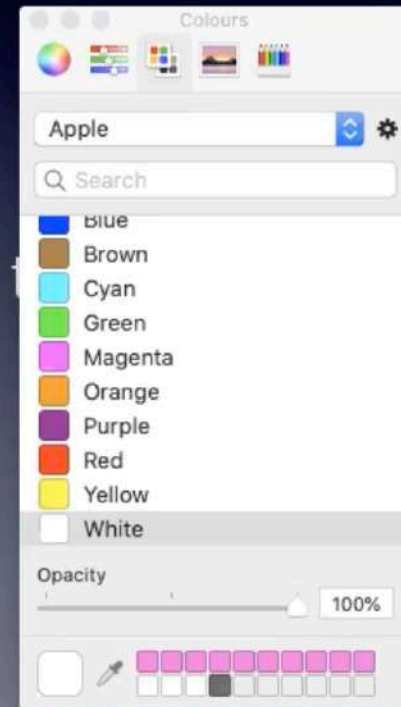 Colours
Apple
Search
Blue
Brown
Cyan
Green
Magenta
Orange
Purple
Red
Yellow
White
Opacity
100%